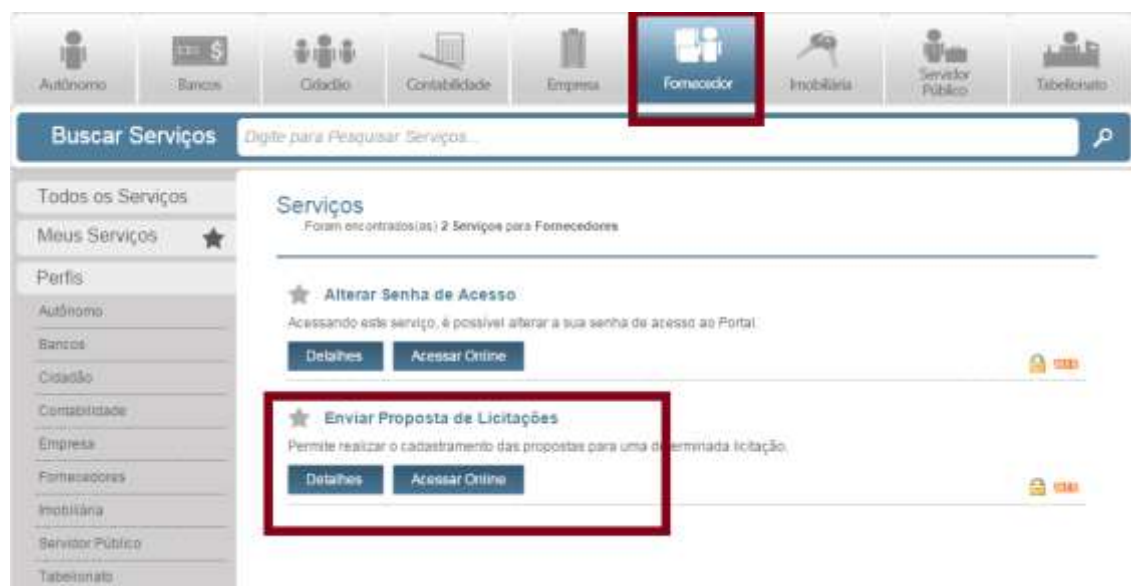 Autônomo
Bancos
Cidadão
Contabilidade
Empresa
Fornecedor
Imobiliária
Servidor
Público
Tabelionato
Buscar Serviços
Digite para Pesquisar Serviços...
Todos os Serviços
Meus Serviços
Perfis
Autônomo
Bancos
Cidadão
Contabilidade
Empresa
Fornecedores
Imobiliária
Servidor Público
Tabelionato
Serviços
Foram encontrados(as) 2 Serviços para Fornecedores
Alterar Senha de Acesso
Acessando este serviço, é possível alterar a sua senha de acesso ao Portal.
Detalhes
Acessar Online
Enviar Proposta de Licitações
Permite realizar o cadastramento das propostas para uma determinada licitação.
Detalhes
Acessar Online